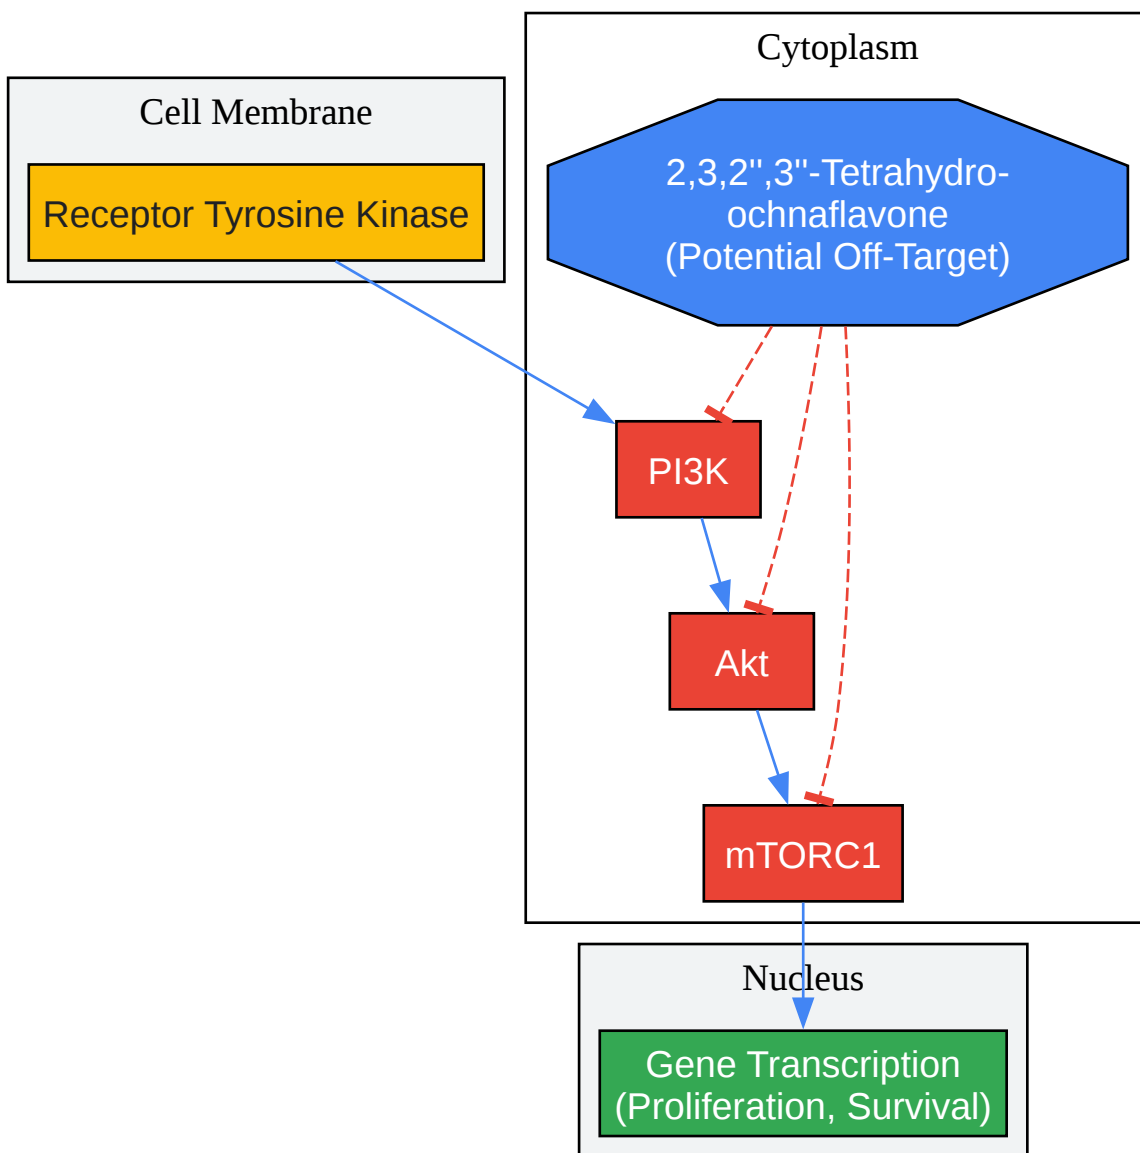 Cytoplasm
Cell Membrane
2,3,2'',3''-Tetrahydro-
ochnaflavone
(Potential Off-Target)
Receptor Tyrosine Kinase
PI3K
Akt
mTORC1
Nucleus
Gene Transcription
(Proliferation, Survival)